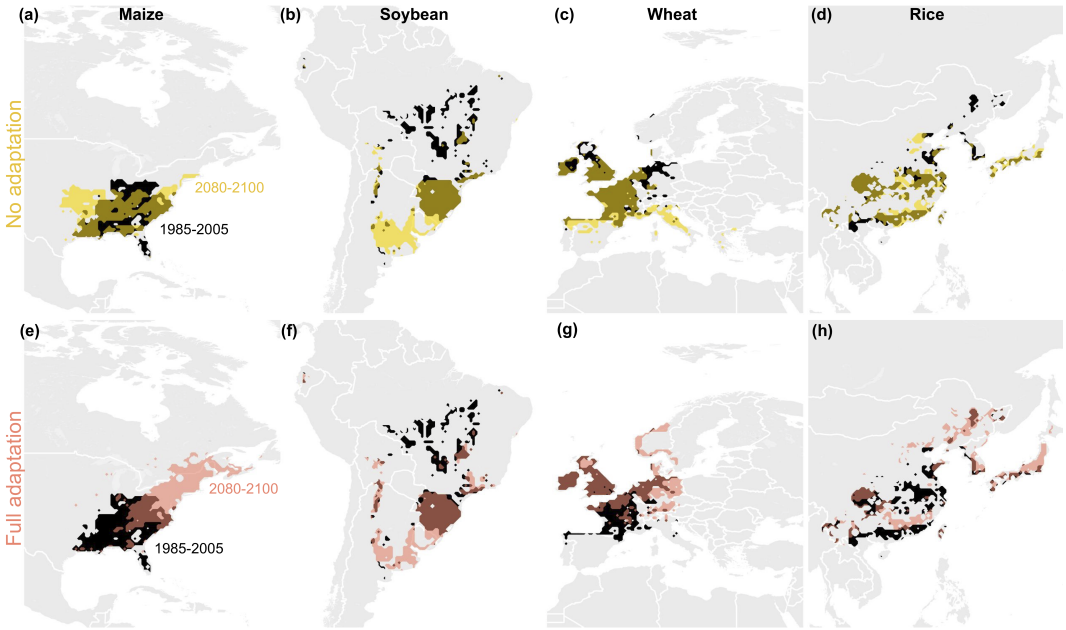 (a) Maize
(b) Soybean
(c) Wheat
(d) Rice
No adaptation
2080-2100
1985-2005
(e)
(f)
(g)
(h)
Full adaptation
2080-2100
1985-2005